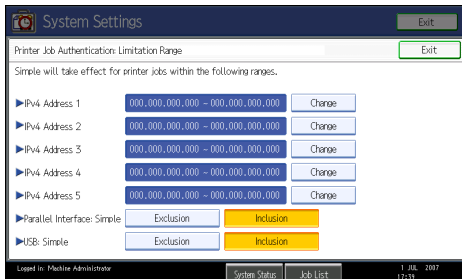 System Settings
Exit
Printer Job Authentication: Limitation Range
Exit
Simple will take effect for printer jobs within the following ranges.
▶IPv4 Address 1 000.000.000.000 - 000.000.000.000 Change
▶IPv4 Address 2 000.000.000.000 - 000.000.000.000 Change
▶IPv4 Address 3 000.000.000.000 - 000.000.000.000 Change
▶IPv4 Address 4 000.000.000.000 - 000.000.000.000 Change
▶IPv4 Address 5 000.000.000.000 - 000.000.000.000 Change
▶Parallel Interface: Simple Exclusion Inclusion
▶USB: Simple Exclusion Inclusion
Logged in: Machine Administrator
System Status Job List
1 JUL 2007
17:39